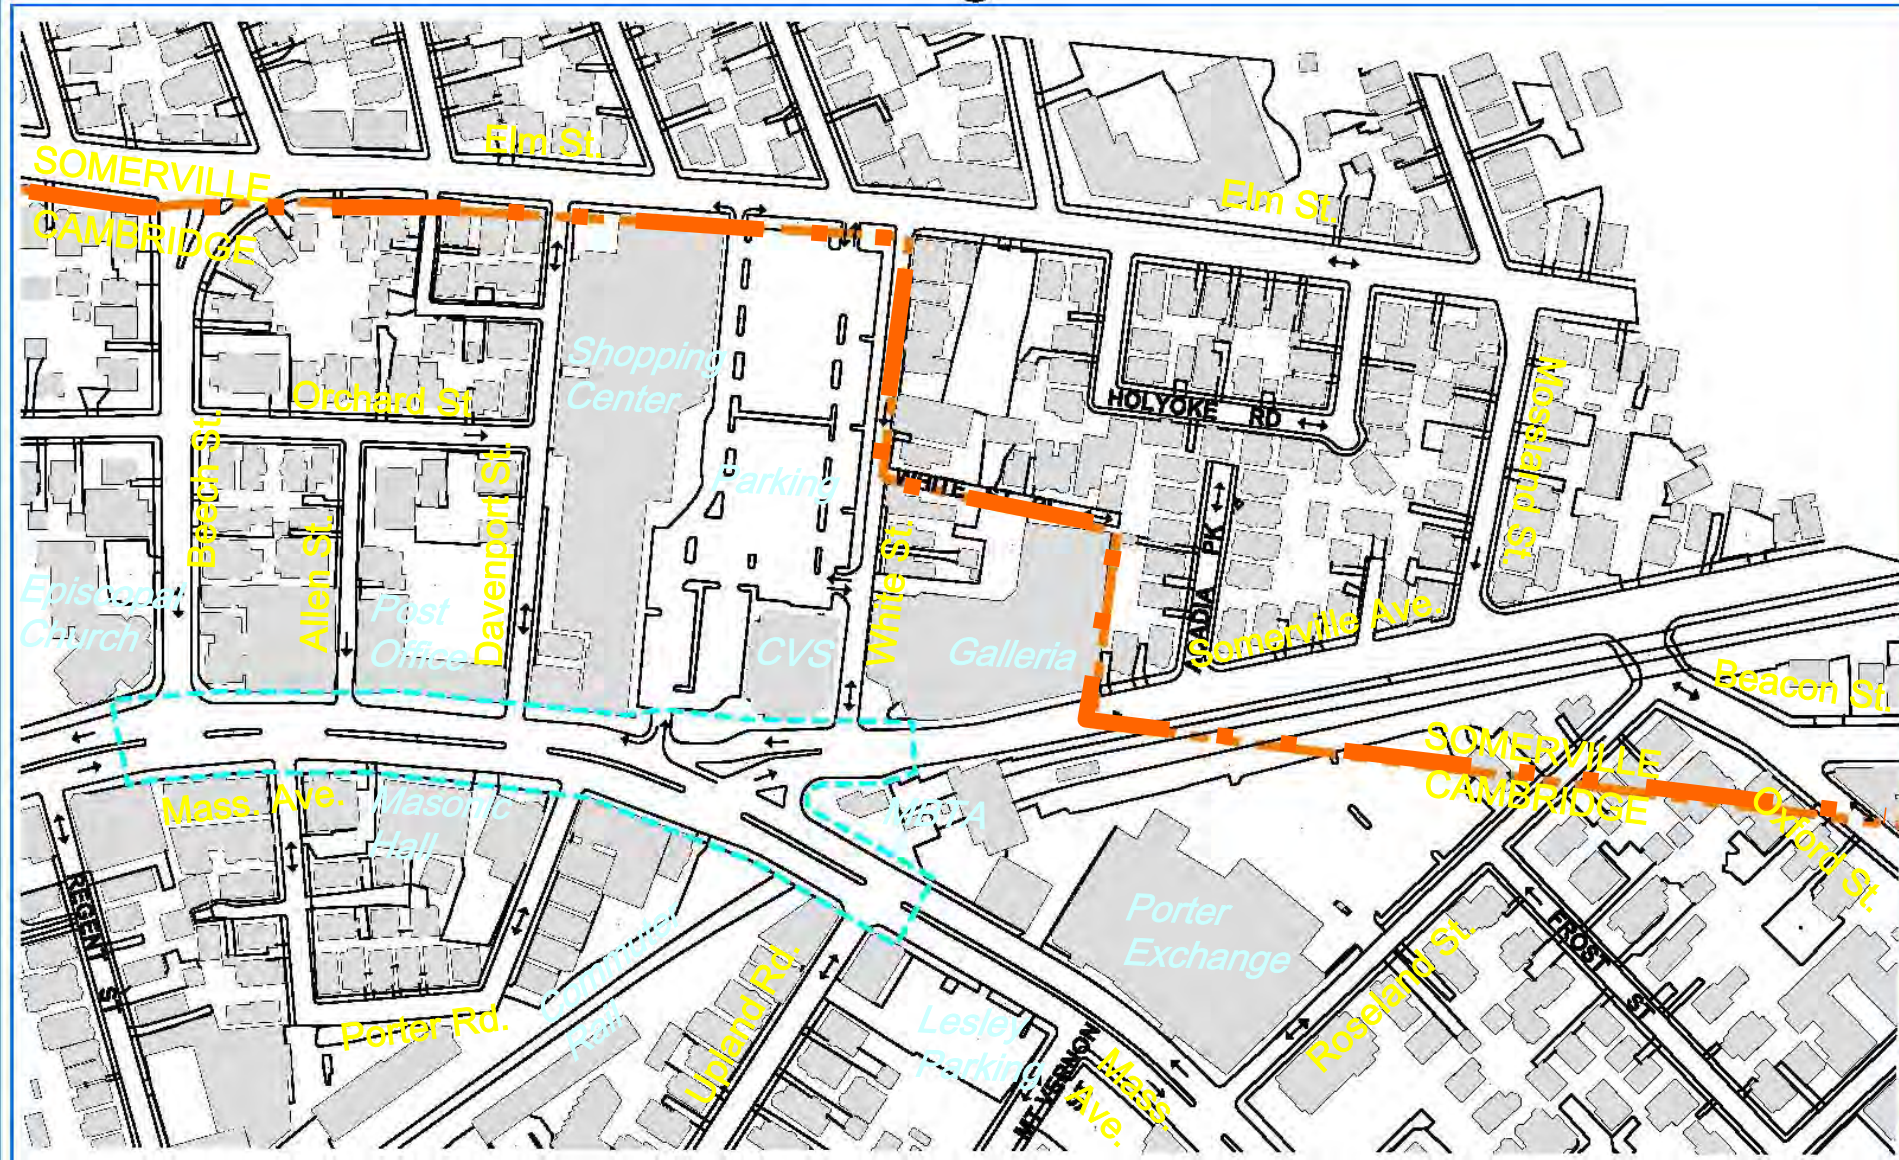 Elm St.
SOMERVILLE
CAMBRIDGE
Elm St.
Shopping
Center
Orchard St.
HOLYOKE RD
Mossland St.
Beech St.
Parking
WHITE ST PL
Davenport St.
Allen St.
White St.
Episcopal
Church
Post
Office
CVS
Galleria
Somerville Ave.
Beacon St.
SOMERVILLE
CAMBRIDGE
Mass. Ave.
Masonic
Hall
MBTA
Oxford St.
REGENT ST
Porter
Exchange
FROST ST
Commuter
Rail
Upland Rd.
Roseland St.
Porter Rd.
Lesley
Parking
MT VERNON
Mass.
Ave.